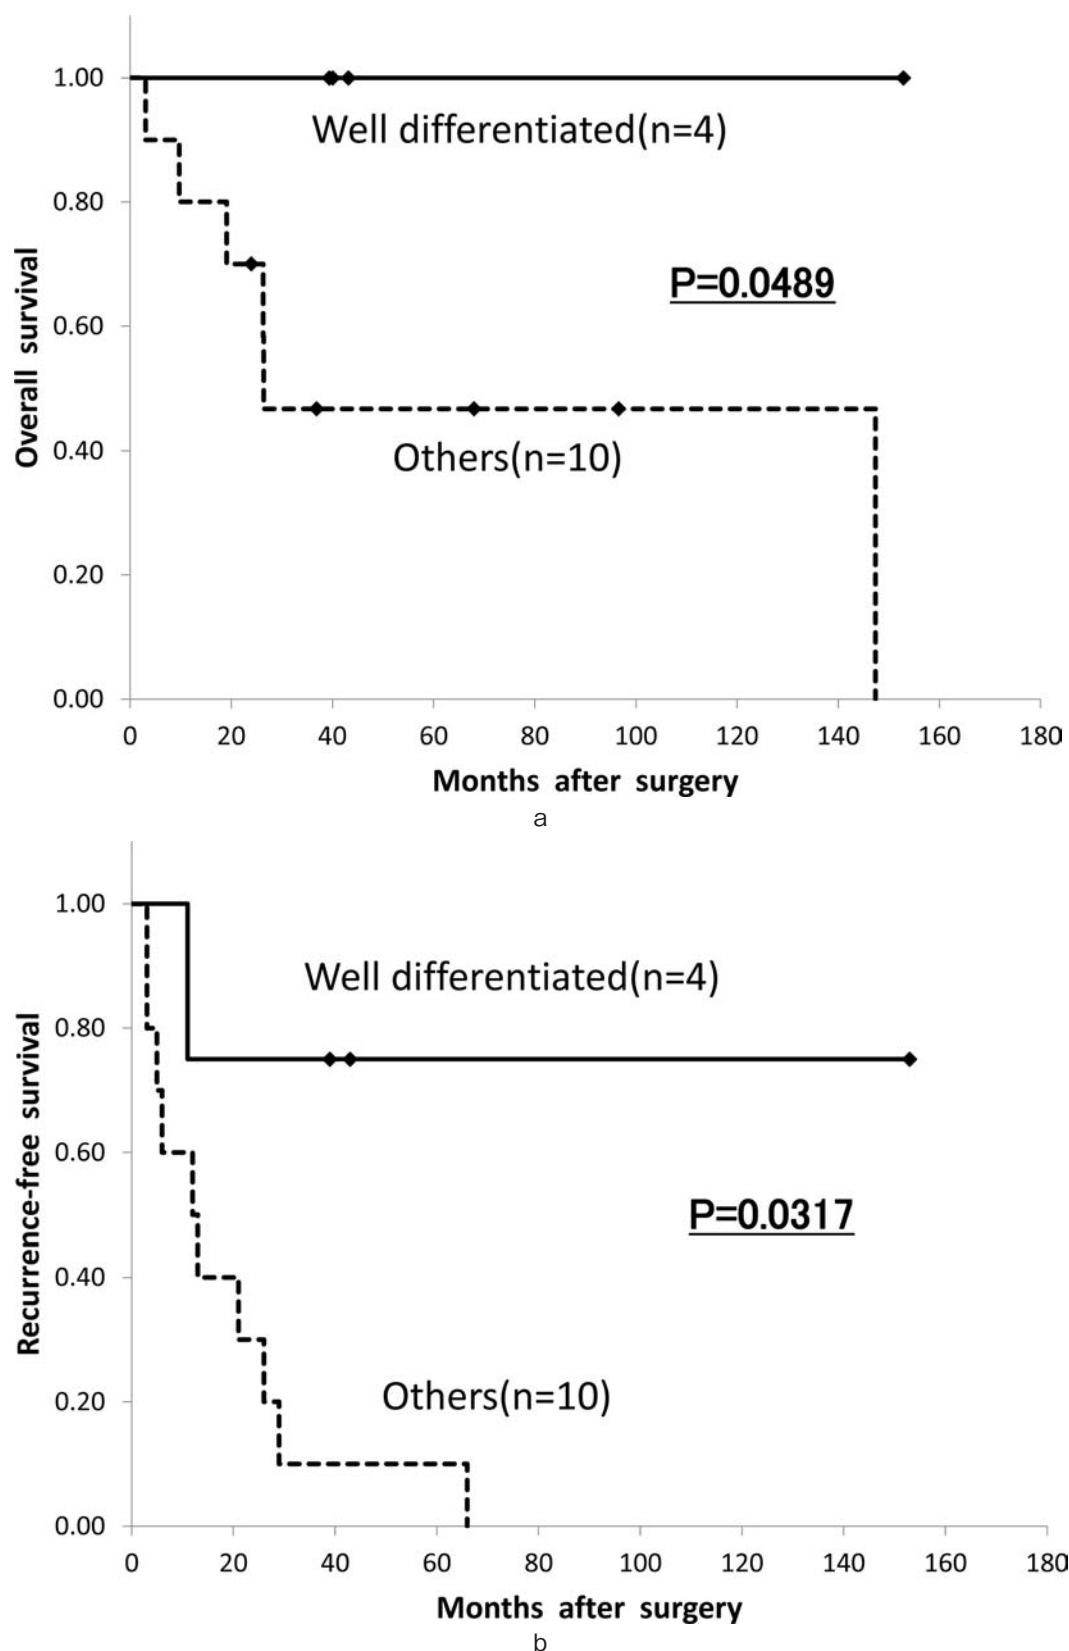 1.00
Well differentiated(n=4)
0.80
P=0.0489
0.60
Overall survival
0.40
Others(n=10)
0.20
0.00
0 20 40 60 80 100 120 140 160 180
Months after surgery
a
1.00
Well differentiated(n=4)
0.80
Recurrence-free survival
0.60
P=0.0317
0.40
0.20
Others(n=10)
0.00
0 20 40 60 80 100 120 140 160 180
Months after surgery
b